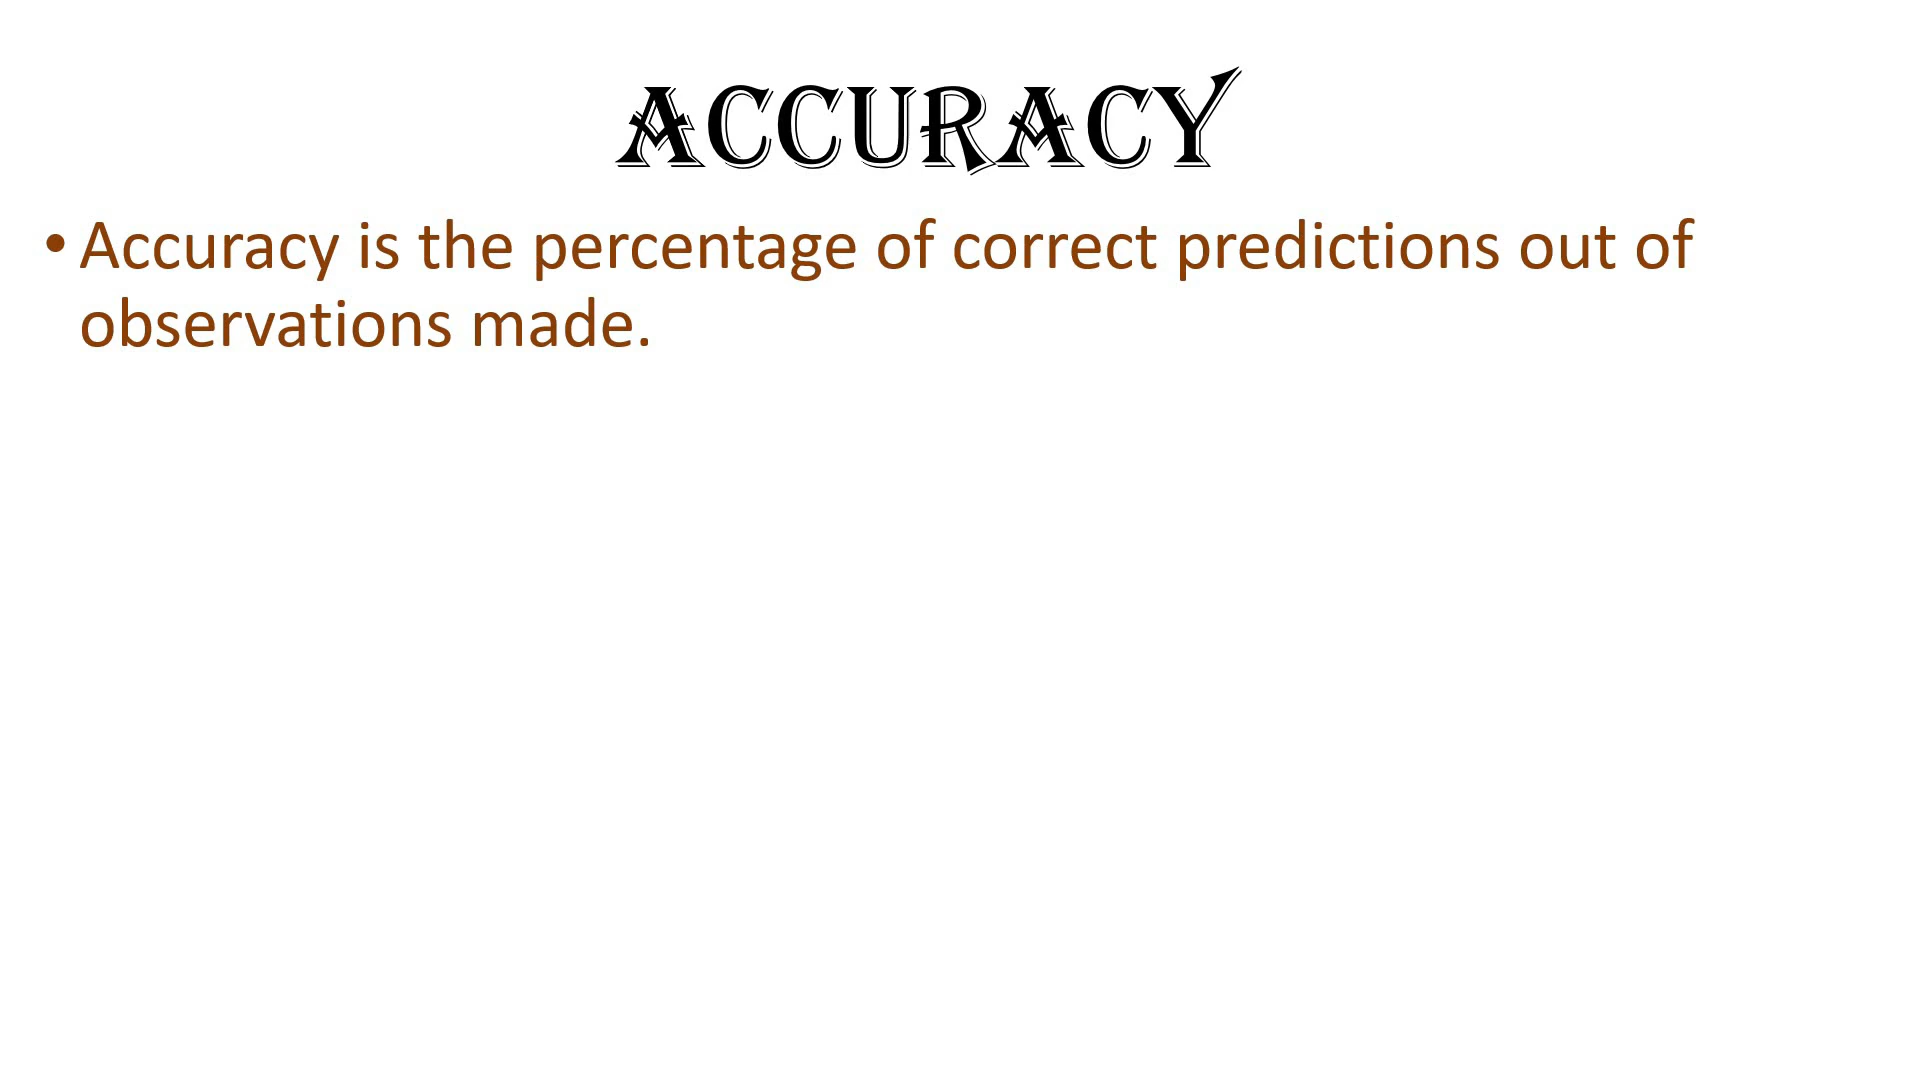 ACCURACY
• Accuracy is the percentage of correct predictions out of
observations made.